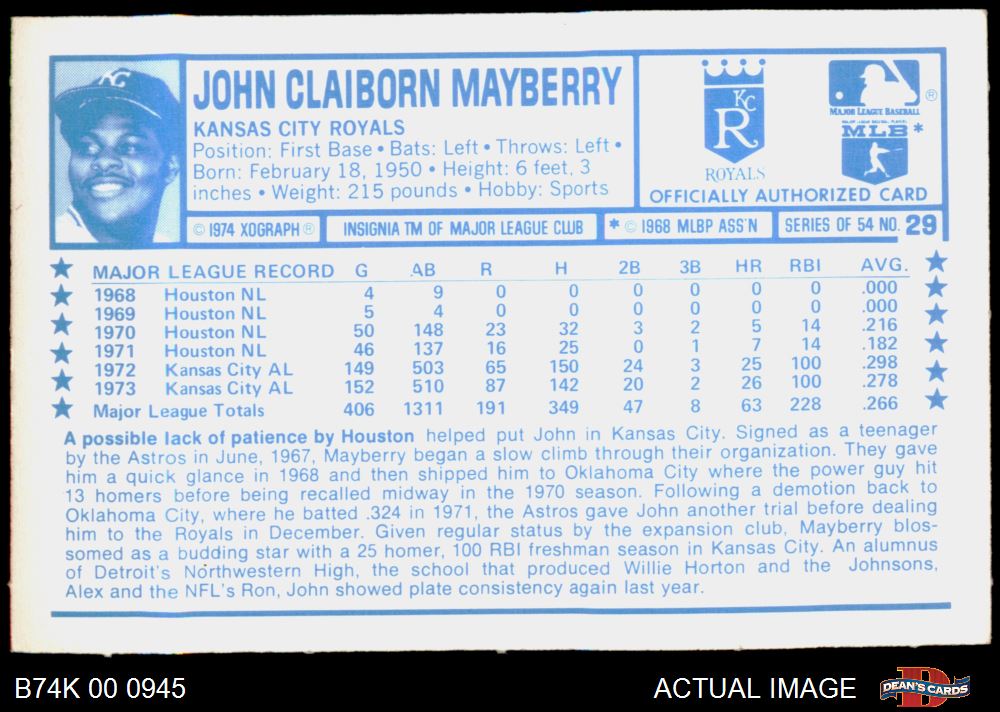 JOHN CLAIBORN MAYBERRY
KANSAS CITY ROYALS
Position: First Base • Bats: Left • Throws: Left •
Born: February 18, 1950 • Height: 6 feet, 3
inches • Weight: 215 pounds • Hobby: Sports
KC
KC
R
ROYALS
®
MAJOR LEAGUE BASEBALL
MLB *
OFFICIALLY AUTHORIZED CARD
© 1974 XOGRAPH ®
INSIGNIA TM OF MAJOR LEAGUE CLUB
* © 1968 MLBP ASS'N
SERIES OF 54 NO. 29
MAJOR LEAGUE RECORD G AB R H 2B 3B HR RBI AVG.
1968 Houston NL 4 9 0 0 0 0 0 0 .000
1969 Houston NL 5 4 0 0 0 0 0 0 .000
1970 Houston NL 50 148 23 32 3 2 5 14 .216
1971 Houston NL 46 137 16 25 0 1 7 14 .182
1972 Kansas City AL 149 503 65 150 24 3 25 100 .298
1973 Kansas City AL 152 510 87 142 20 2 26 100 .278
Major League Totals 406 1311 191 349 47 8 63 228 .266
A possible lack of patience by Houston helped put John in Kansas City. Signed as a teenager
by the Astros in June, 1967, Mayberry began a slow climb through their organization. They gave
him a quick glance in 1968 and then shipped him to Oklahoma City where the power guy hit
13 homers before being recalled midway in the 1970 season. Following a demotion back to
Oklahoma City, where he batted .324 in 1971, the Astros gave John another trial before dealing
him to the Royals in December. Given regular status by the expansion club, Mayberry blos-
somed as a budding star with a 25 homer, 100 RBI freshman season in Kansas City. An alumnus
of Detroit's Northwestern High, the school that produced Willie Horton and the Johnsons,
Alex and the NFL's Ron, John showed plate consistency again last year.
B74K 00 0945
ACTUAL IMAGE
D
DEAN'S CARDS